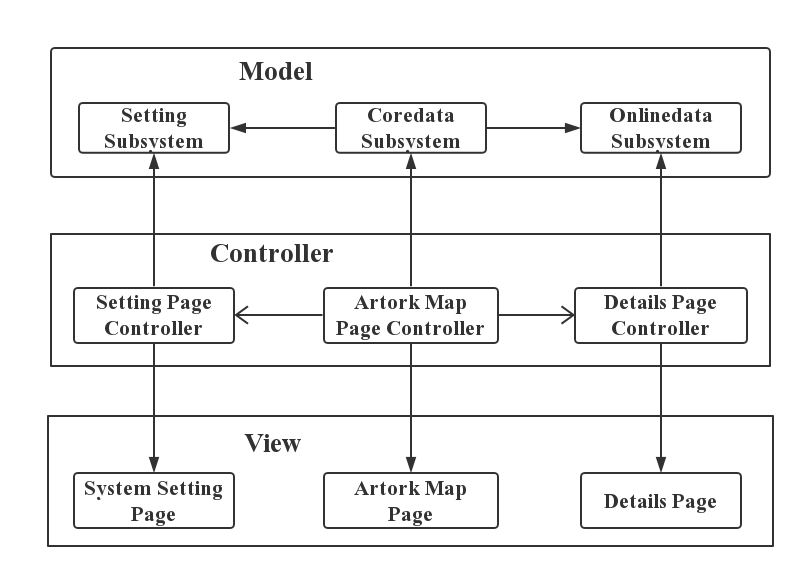 Model
Setting
Subsystem
Coredata
Subsystem
Onlinedata
Subsystem
Controller
Setting Page
Controller
Artork Map
Page Controller
Details Page
Controller
View
System Setting
Page
Artork Map
Page
Details Page